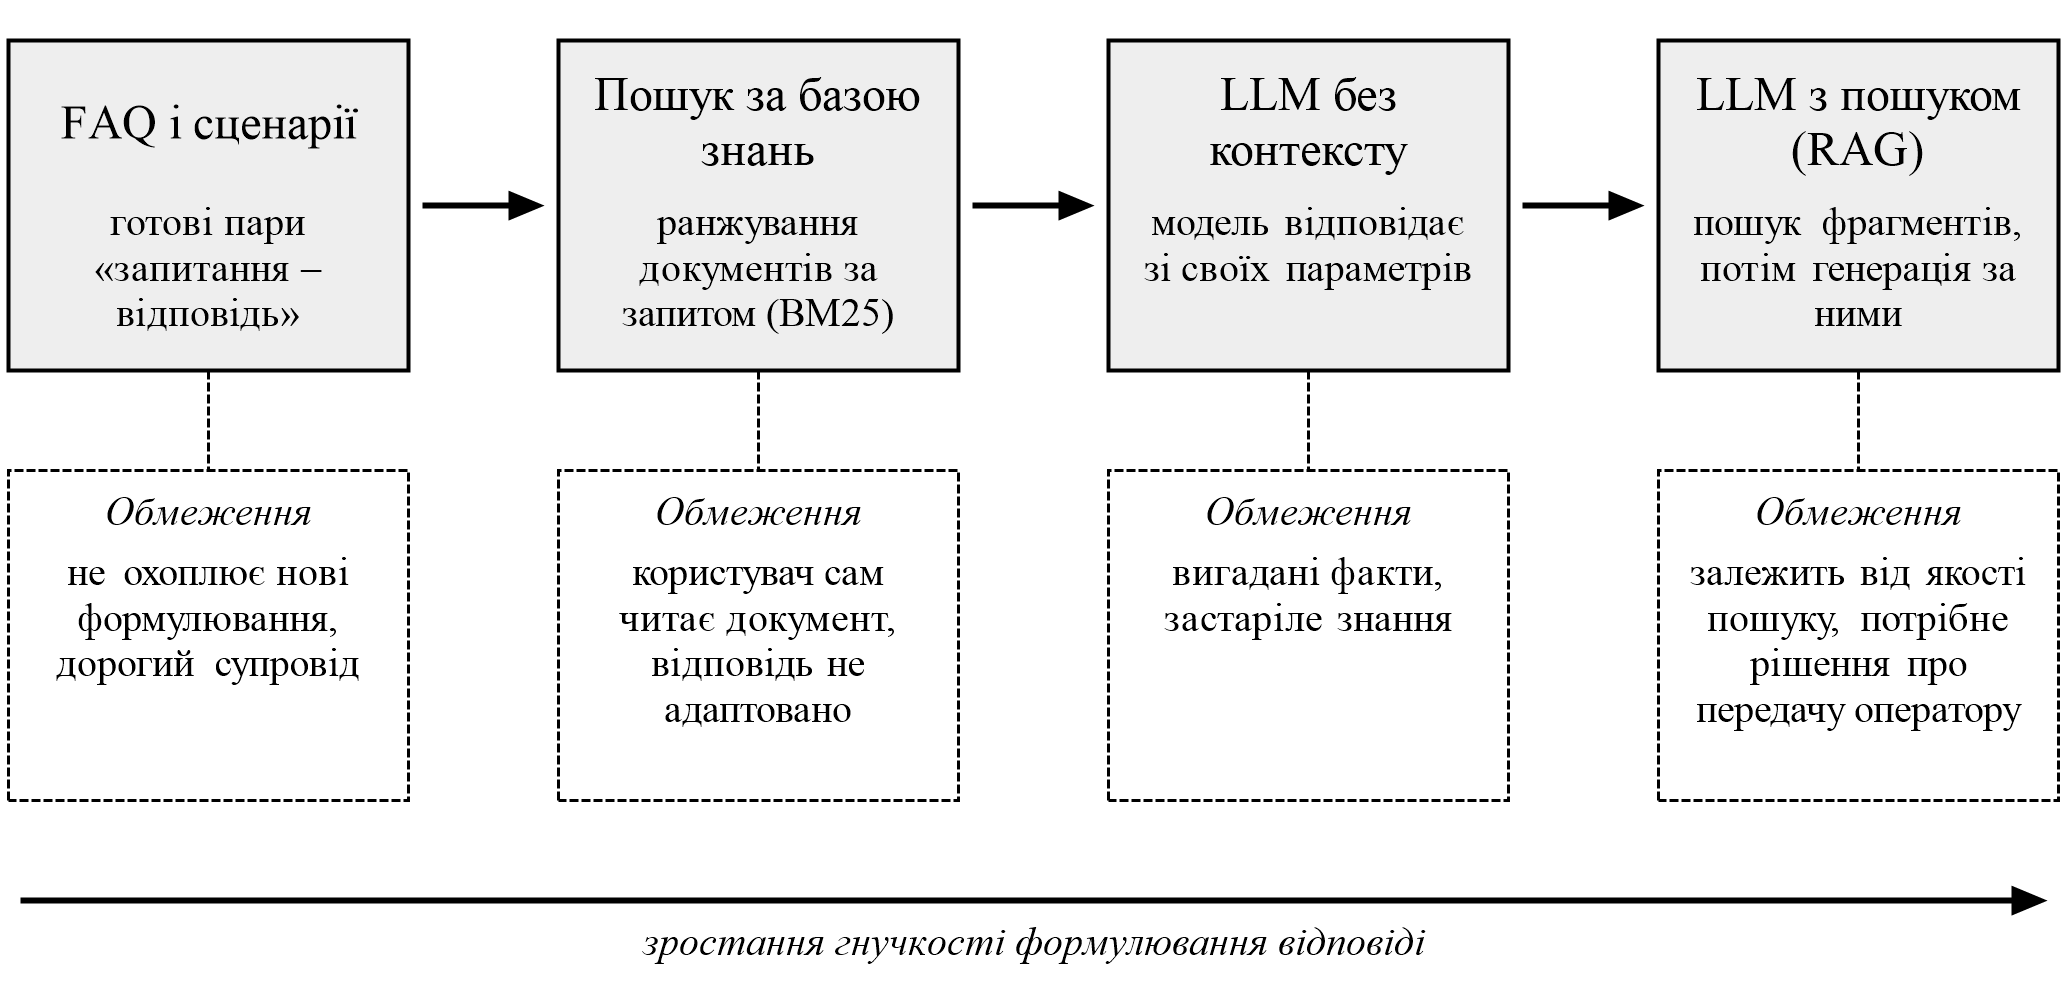 FAQ і сценарії
готові пари
«запитання –
відповідь»
Пошук за базою
знань
ранжування
документів за
запитом (BM25)
LLM без
контексту
модель відповідає
зі своїх параметрів
LLM з пошуком
(RAG)
пошук фрагментів,
потім генерація за
ними
Обмеження
не охоплює нові
формулювання,
дорогий супровід
Обмеження
користувач сам
читає документ,
відповідь не
адаптовано
Обмеження
вигадані факти,
застаріле знання
Обмеження
залежить від якості
пошуку, потрібне
рішення про
передачу оператору
зростання гнучкості формулювання відповіді